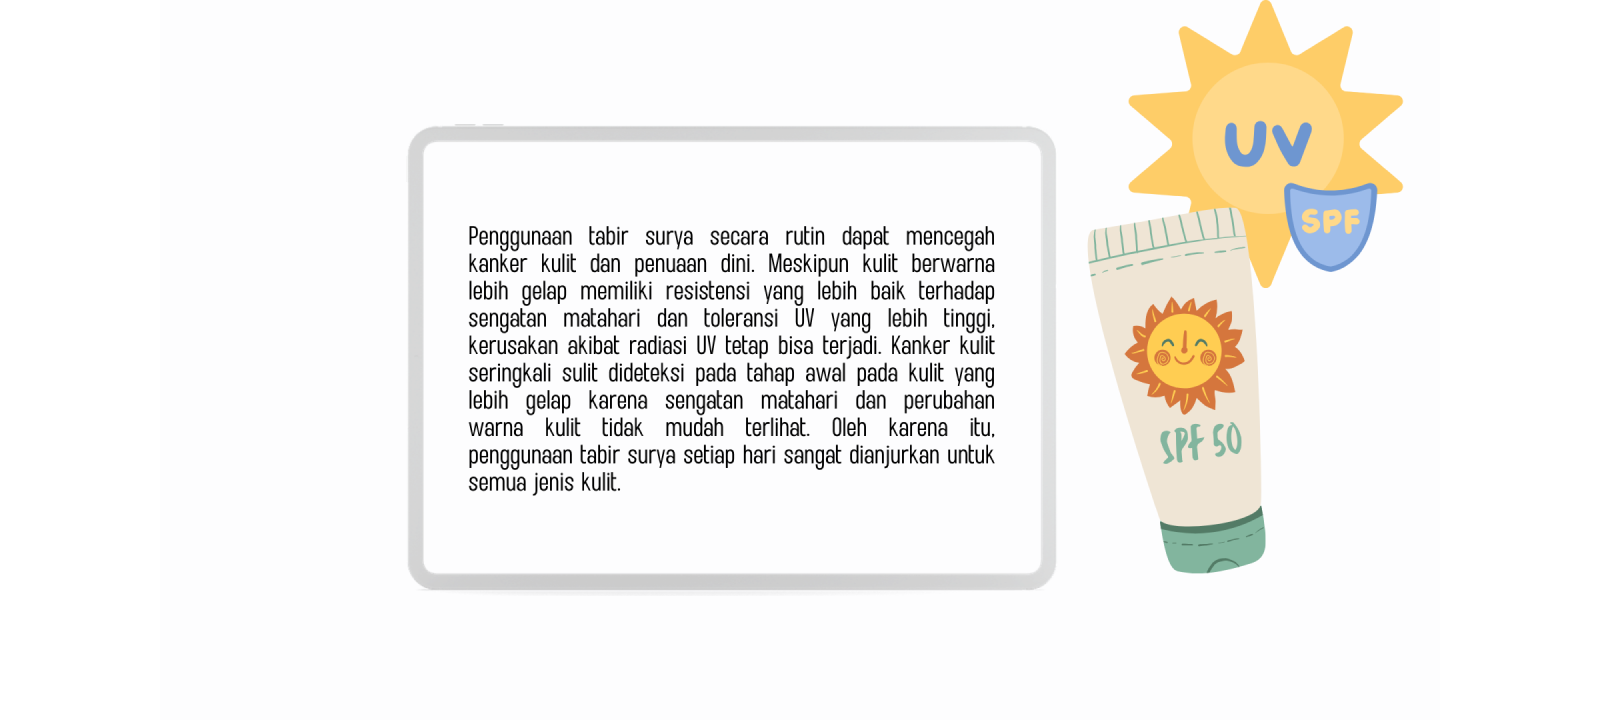 Penggunaan tabir surya secara rutin dapat mencegah
kanker kulit dan penuaan dini. Meskipun kulit berwarna
lebih gelap memiliki resistensi yang lebih baik terhadap
sengatan matahari dan toleransi UV yang lebih tinggi,
kerusakan akibat radiasi UV tetap bisa terjadi. Kanker kulit
seringkali sulit dideteksi pada tahap awal pada kulit yang
lebih gelap karena sengatan matahari dan perubahan
warna kulit tidak mudah terlihat. Oleh karena itu,
penggunaan tabir surya setiap hari sangat dianjurkan untuk
semua jenis kulit.
UV
SPF
SPF 50